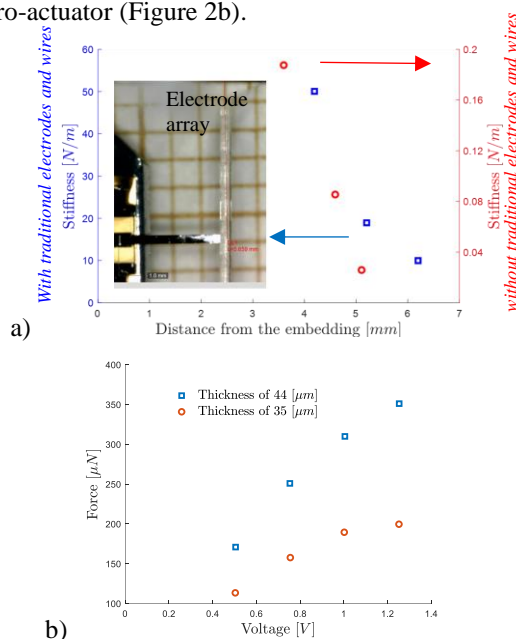 ro-actuator (Figure 2b).
With traditional electrodes and wires
Stiffness [N/m]
60
50
40
30
20
10
0
Electrode
array
1.0 mm
0.2
0.16
0.12
0.08
0.04
Stiffness [N/m]
without traditional electrodes and wires
0 1 2 3 4 5 6 7
Distance from the embedding [mm]
a)
400
350
300
250
200
150
100
Force [μN]
Thickness of 44 [μm]
Thickness of 35 [μm]
0 0.2 0.4 0.6 0.8 1.0 1.2 1.4
Voltage [V]
b)